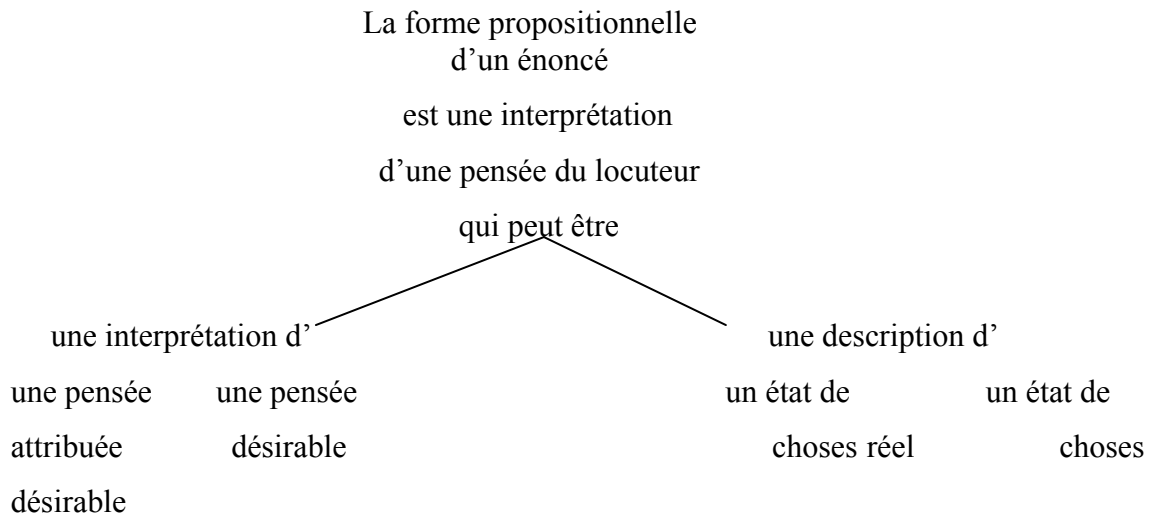 La forme propositionnelle
d’un énoncé
est une interprétation
d’une pensée du locuteur
qui peut être
une interprétation d’ une description d’
une pensée une pensée un état de un état de
attribuée désirable choses réel choses
désirable